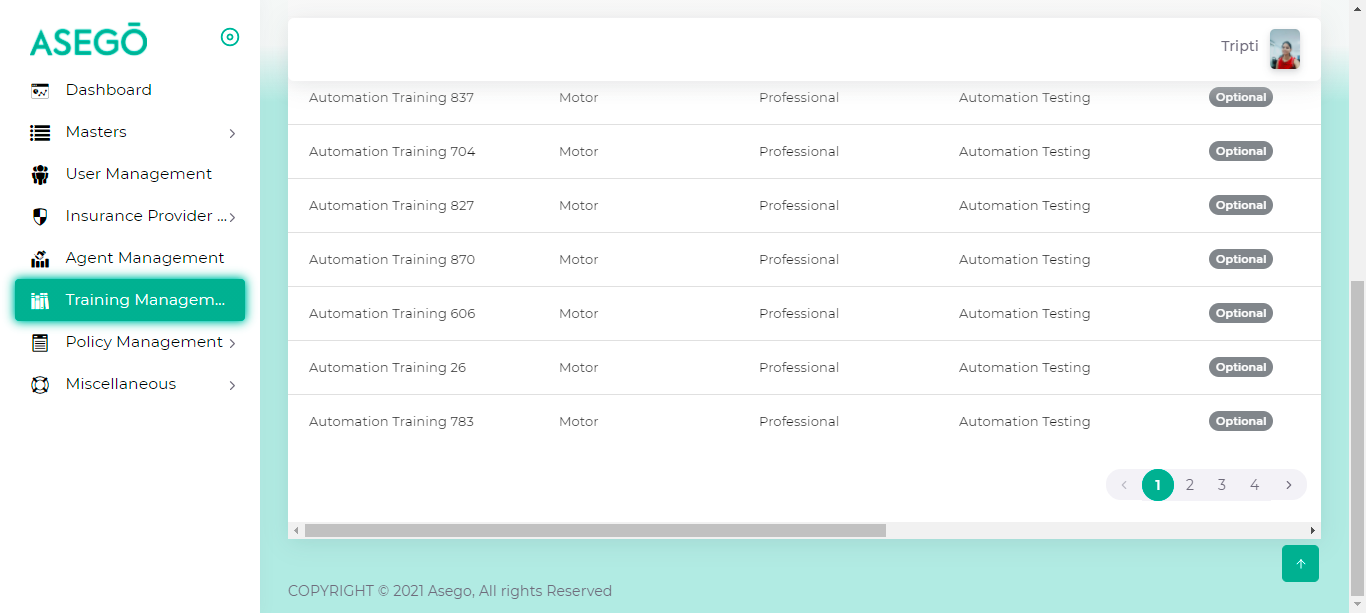 ASEGŌ
Dashboard
Masters
User Management
Insurance Provider ...
Agent Management
Training Managem...
Policy Management
Miscellaneous
Tripti
Automation Training 837 Motor Professional Automation Testing Optional
Automation Training 704 Motor Professional Automation Testing Optional
Automation Training 827 Motor Professional Automation Testing Optional
Automation Training 870 Motor Professional Automation Testing Optional
Automation Training 606 Motor Professional Automation Testing Optional
Automation Training 26 Motor Professional Automation Testing Optional
Automation Training 783 Motor Professional Automation Testing Optional
1 2 3 4
COPYRIGHT © 2021 Asego, All rights Reserved